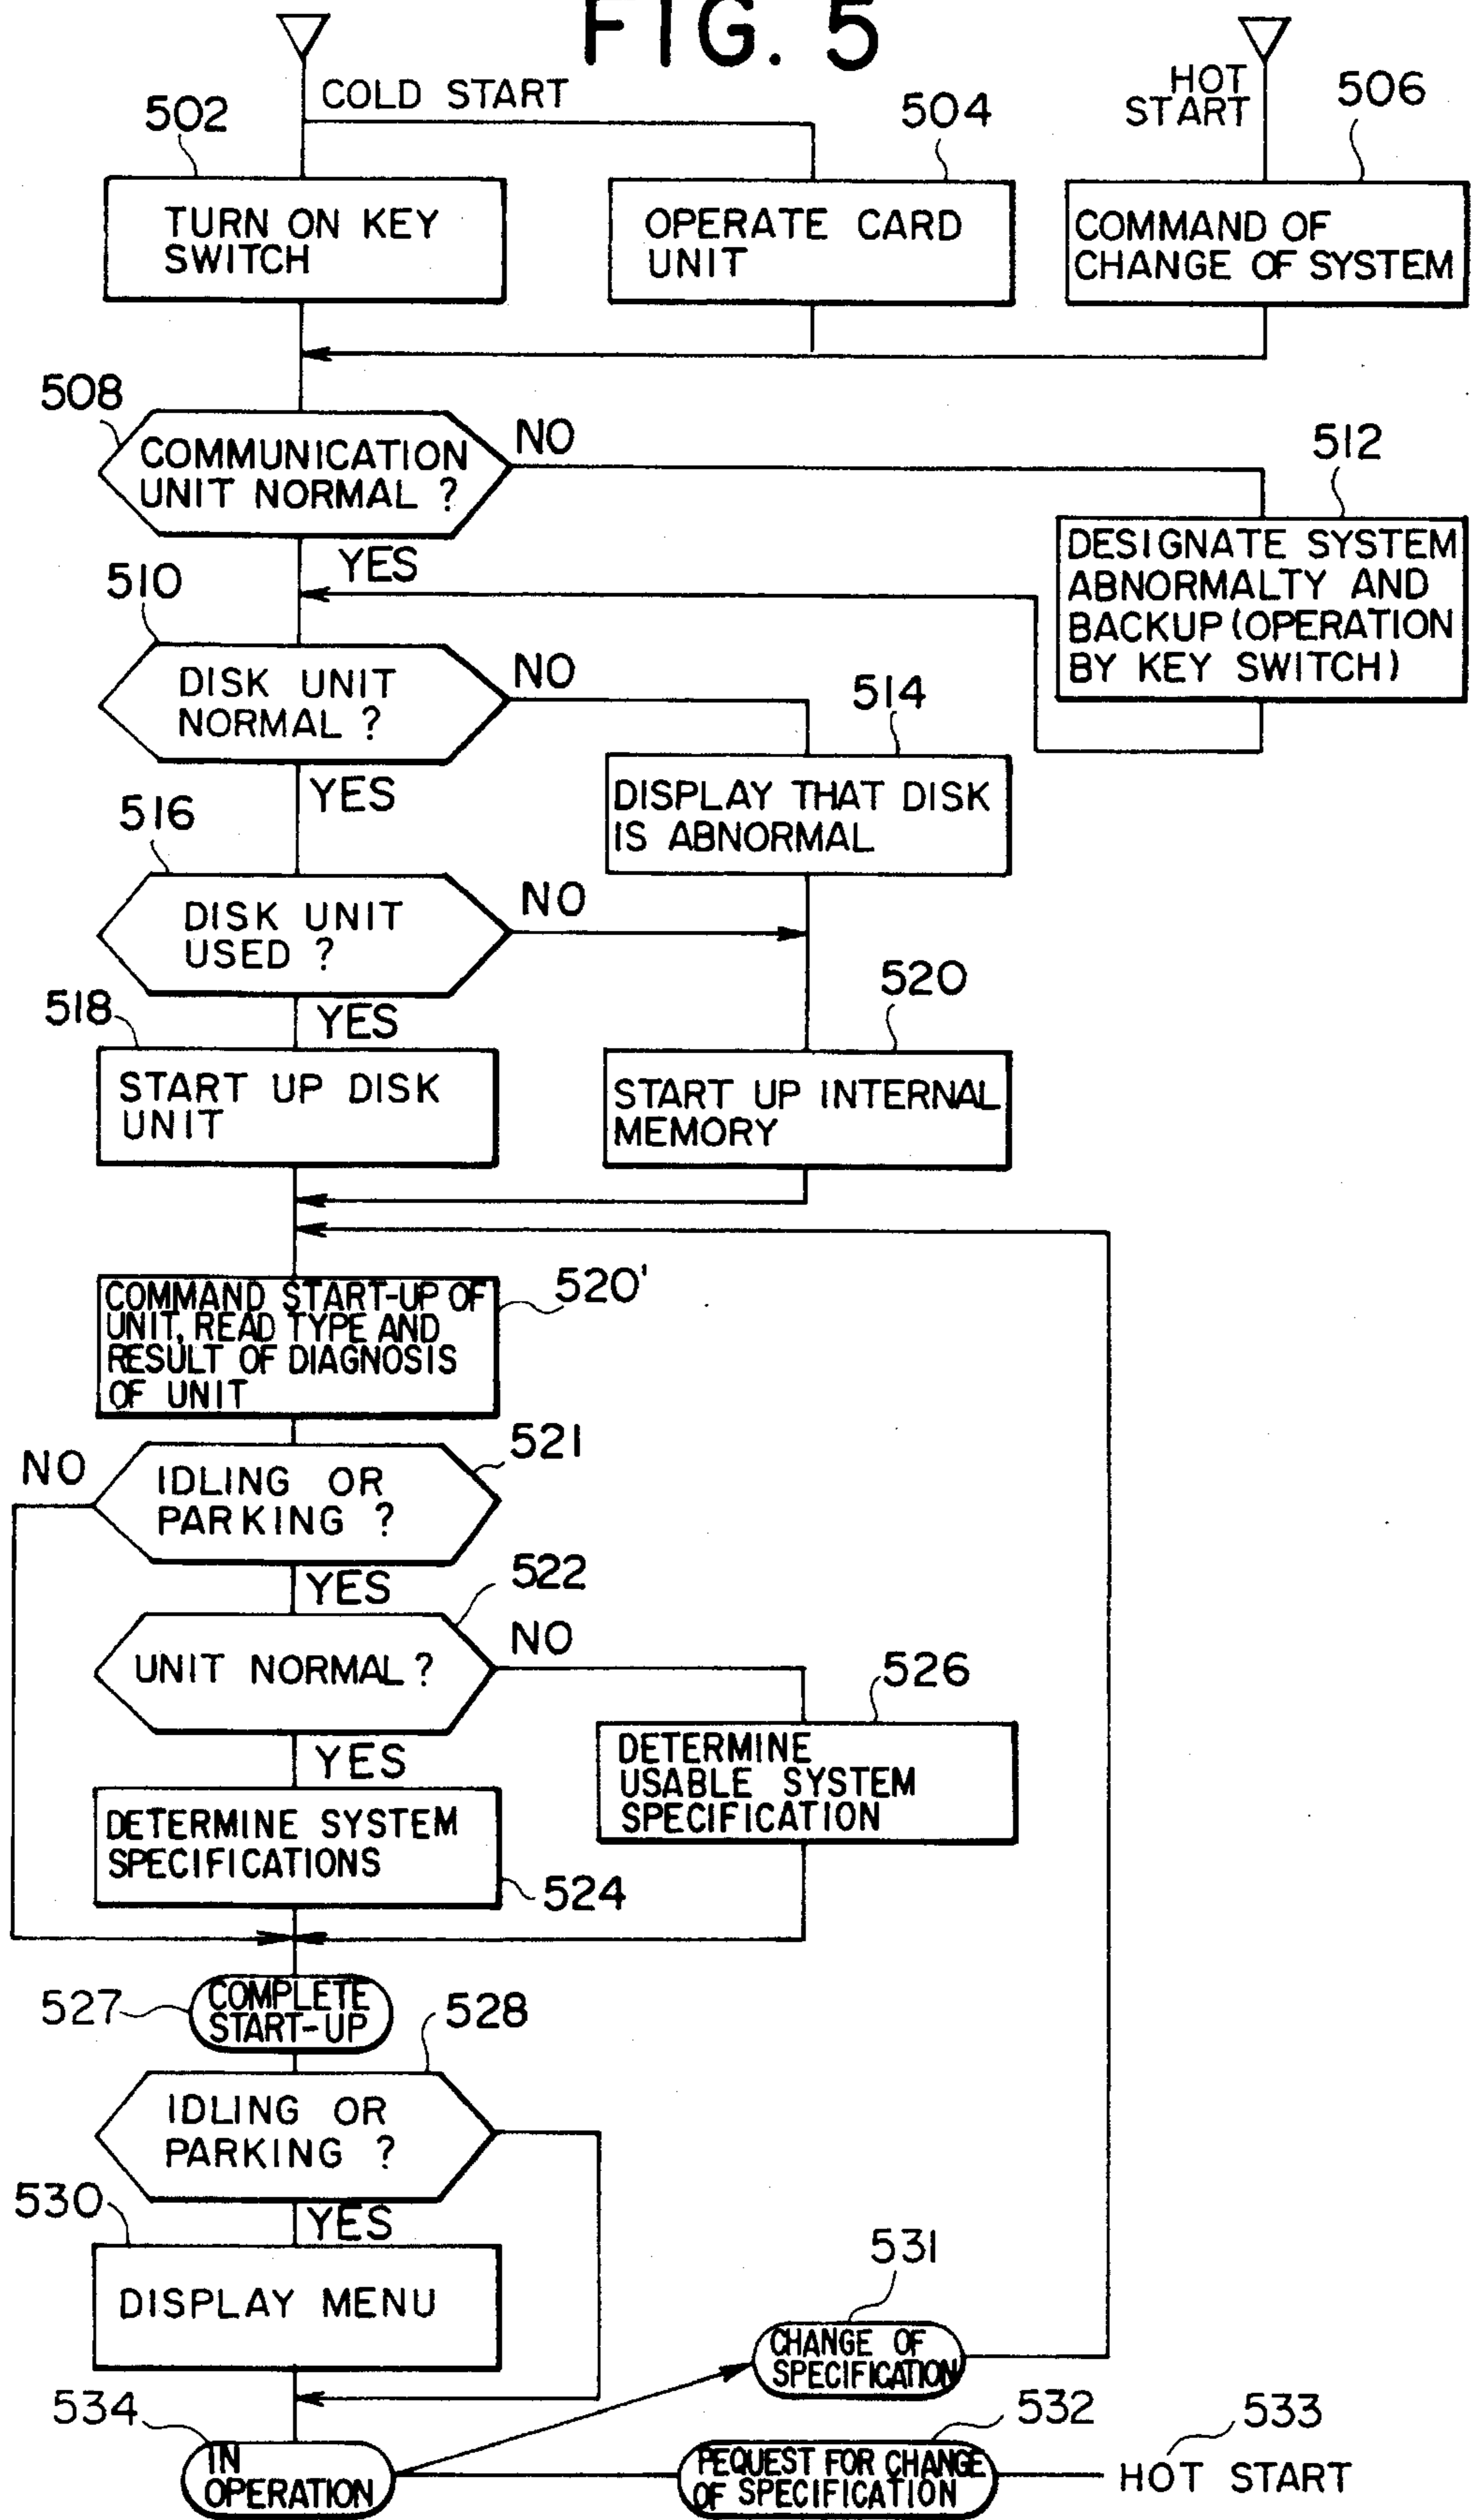 FIG. 5
COLD START
HOT
START
502
504
506
TURN ON KEY
SWITCH
OPERATE CARD
UNIT
COMMAND OF
CHANGE OF SYSTEM
508
COMMUNICATION
UNIT NORMAL ?
NO
512
YES
DESIGNATE SYSTEM
ABNORMALTY AND
BACKUP (OPERATION
BY KEY SWITCH)
510
DISK UNIT
NORMAL ?
NO
514
YES
DISPLAY THAT DISK
IS ABNORMAL
516
DISK UNIT
USED ?
NO
518
YES
520
START UP DISK
UNIT
START UP INTERNAL
MEMORY
COMMAND START-UP OF
UNIT, READ TYPE AND
RESULT OF DIAGNOSIS
OF UNIT
520'
NO
521
IDLING OR
PARKING ?
YES
522
UNIT NORMAL ?
NO
526
YES
DETERMINE
USABLE SYSTEM
SPECIFICATION
DETERMINE SYSTEM
SPECIFICATIONS
524
527
COMPLETE
START-UP
528
IDLING OR
PARKING ?
530
YES
DISPLAY MENU
531
CHANGE OF
SPECIFICATION
534
532
533
IN
OPERATION
REQUEST FOR CHANGE
OF SPECIFICATION
HOT START